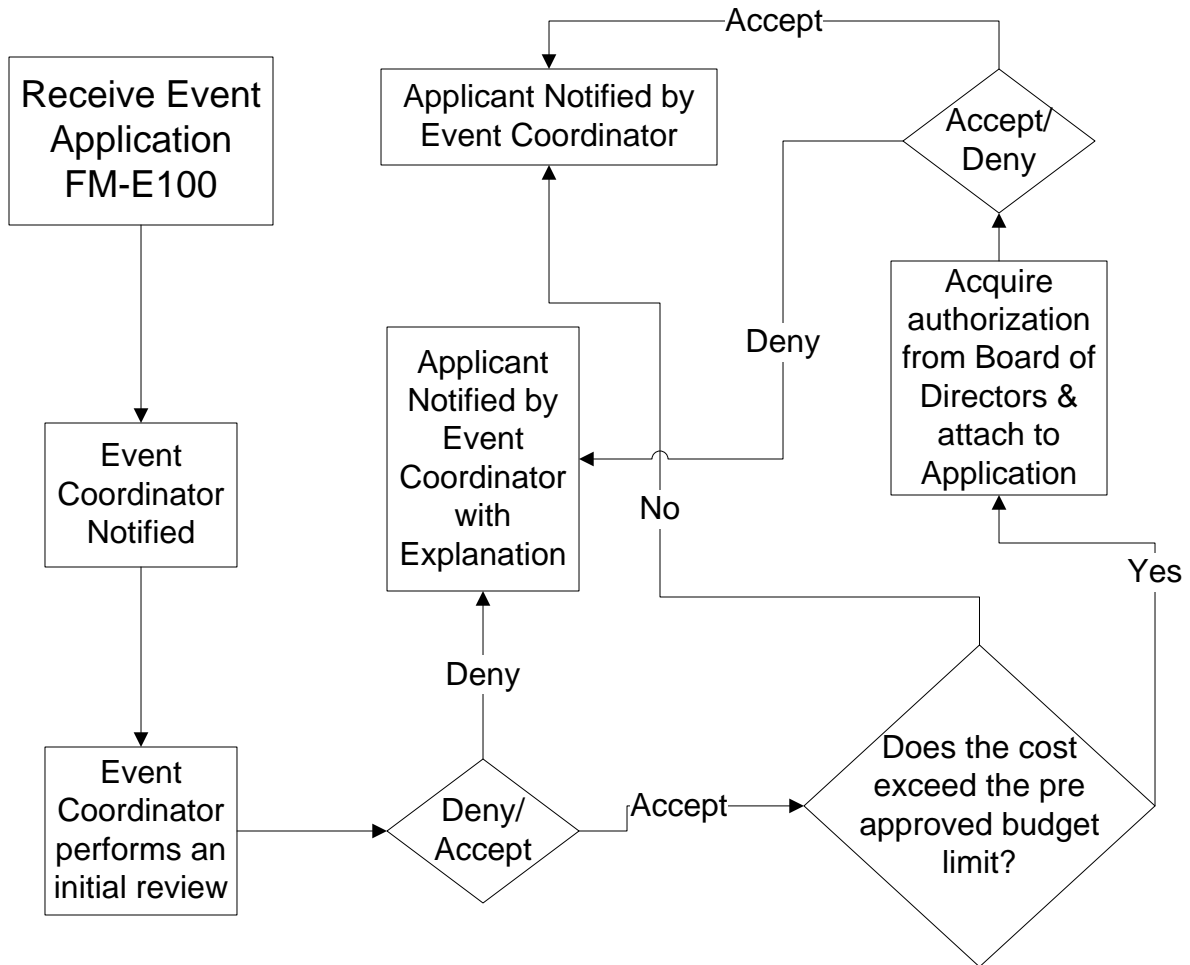 Receive Event
Application
FM-E100
Event
Coordinator
Notified
Event
Coordinator
performs an
initial review
Deny/
Accept
Deny
Applicant
Notified by
Event
Coordinator
with
Explanation
Accept
Does the cost
exceed the pre
approved budget
limit?
No
Yes
Acquire
authorization
from Board of
Directors &
attach to
Application
Accept/
Deny
Deny
Accept
Applicant Notified by
Event Coordinator